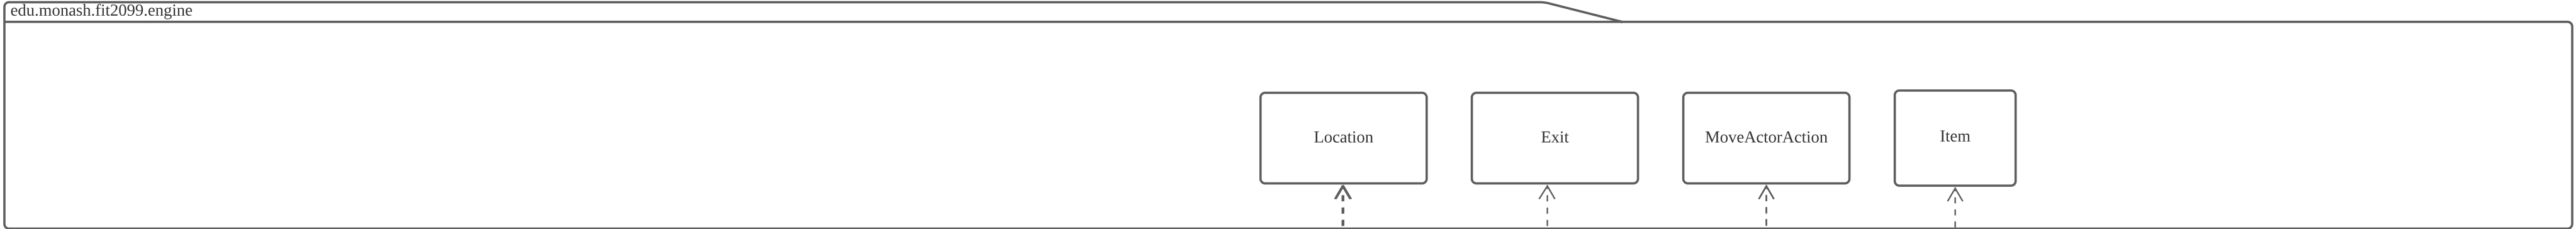 edu.monash.fit2099.engine
Location
Exit
MoveActorAction
Item